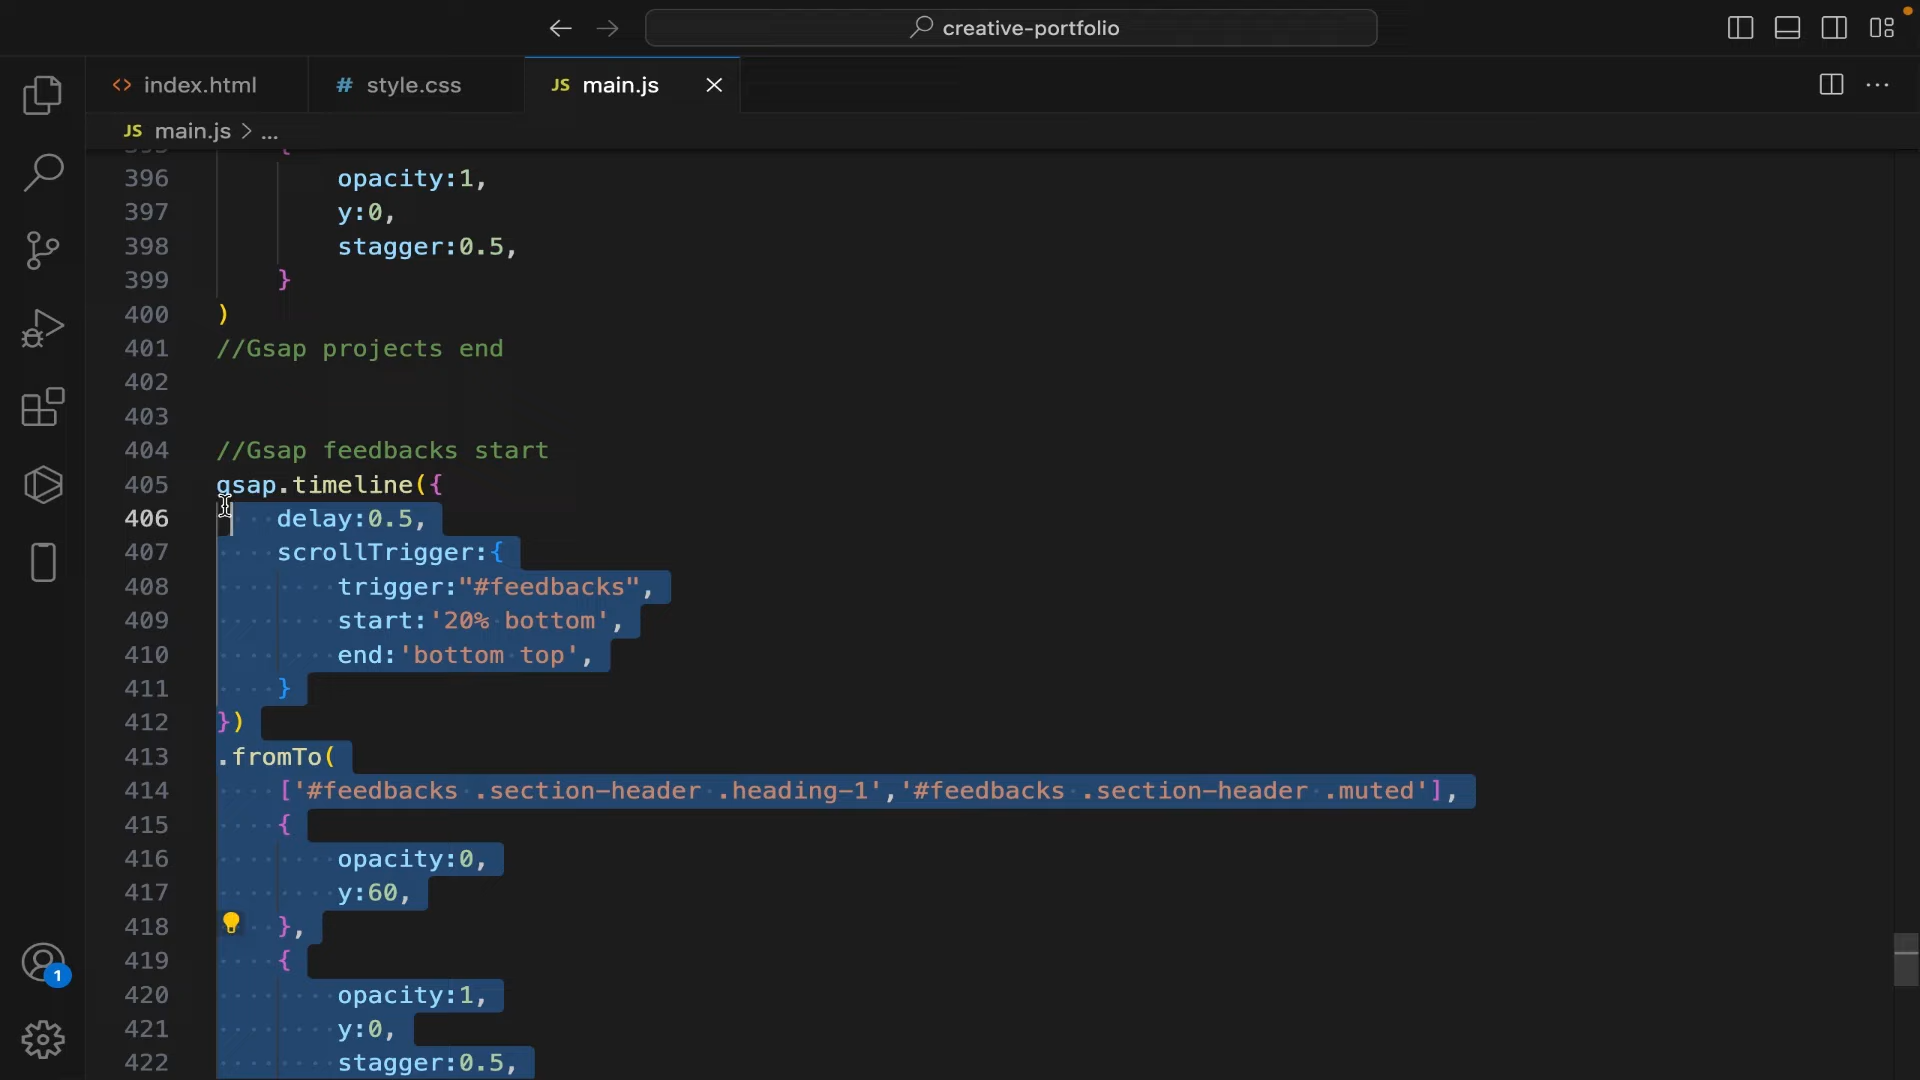 creative-portfolio
index.html
# style.css
JS main.js
JS main.js > ...
395 {
396 opacity:1,
397 y:0,
398 stagger:0.5,
399 }
400 )
401 //Gsap projects end
402
403
404 //Gsap feedbacks start
405 gsap.timeline({
406 delay:0.5,
407 scrollTrigger:{
408 trigger:"#feedbacks",
409 start:'20% bottom',
410 end:'bottom top',
411 }
412 })
413 .fromTo(
414 ['#feedbacks .section-header .heading-1','#feedbacks .section-header .muted'],
415 {
416 opacity:0,
417 y:60,
418 },
419 {
420 opacity:1,
421 y:0,
422 stagger:0.5,
1